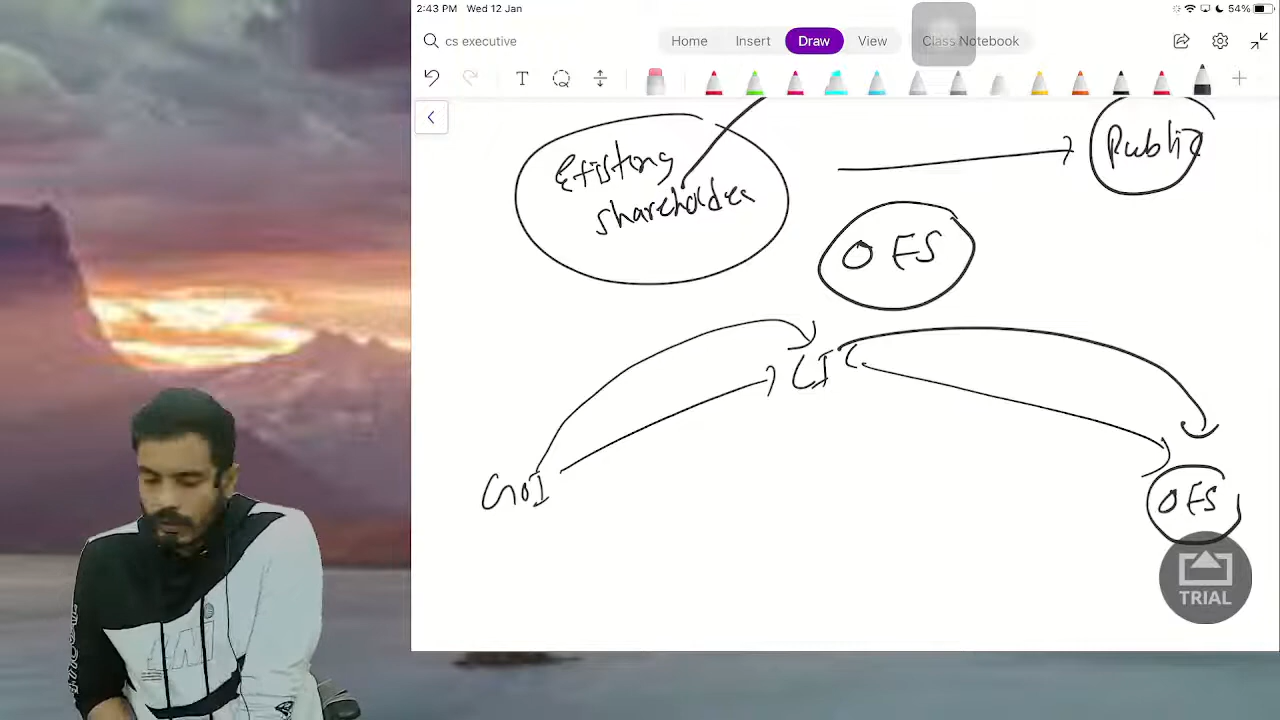 2:43 PM Wed 12 Jan
54%
cs executive
Home Insert Draw View Class Notebook
T
Existing
shareholder
Public
OFS
GOI
OFS
TRIAL